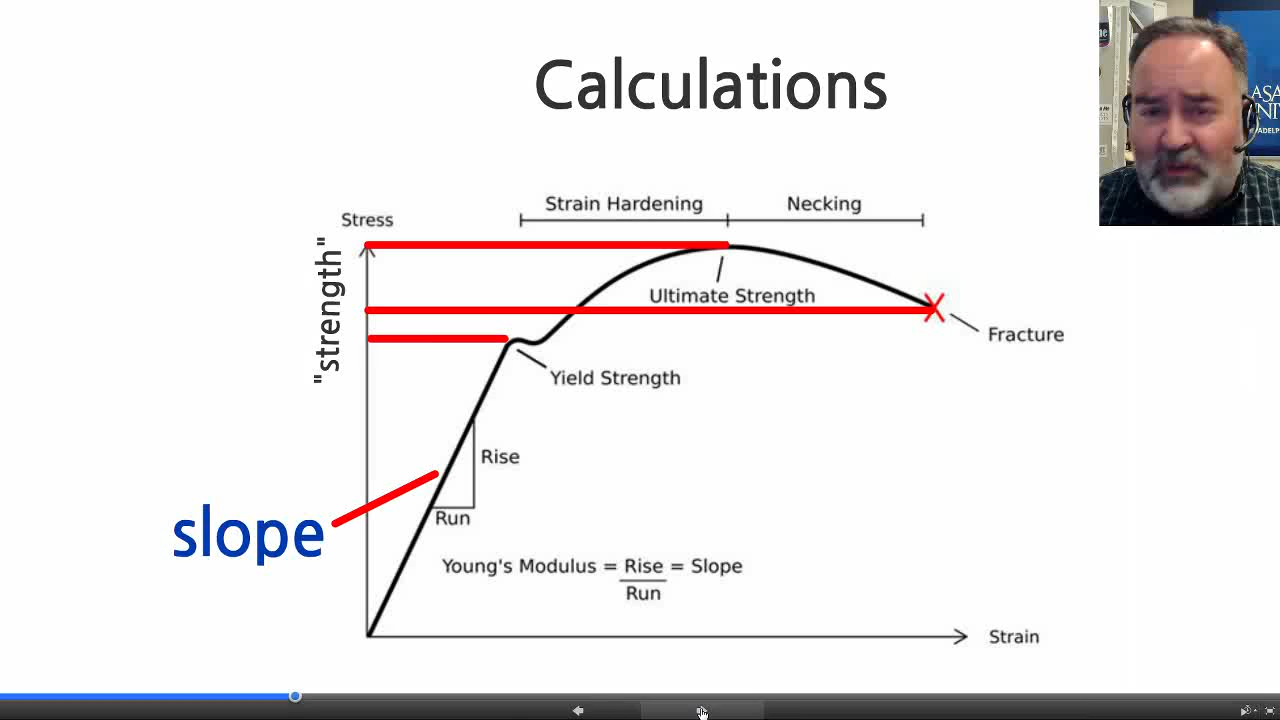 Calculations
Strain Hardening
Necking
Stress
"strength"
Ultimate Strength
Fracture
Yield Strength
Rise
Run
slope
Young's Modulus = Rise = Slope
Run
Strain